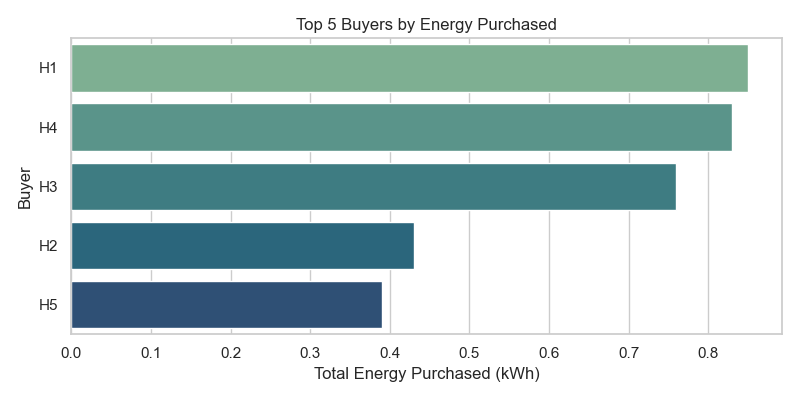 Top 5 Buyers by Energy Purchased
H1
H4
H3
H2
H5
Buyer
0.0 0.1 0.2 0.3 0.4 0.5 0.6 0.7 0.8
Total Energy Purchased (kWh)